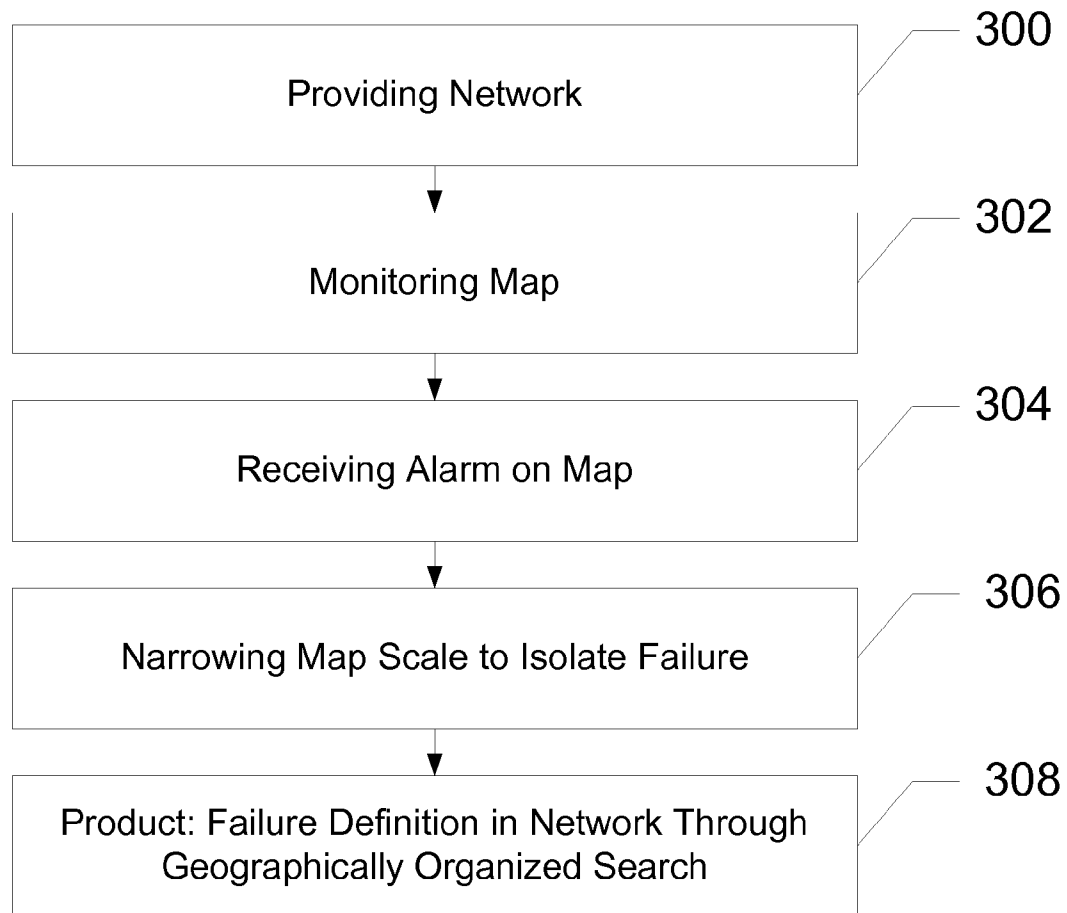 300
Providing Network
302
Monitoring Map
304
Receiving Alarm on Map
306
Narrowing Map Scale to Isolate Failure
308
Product: Failure Definition in Network Through
Geographically Organized Search